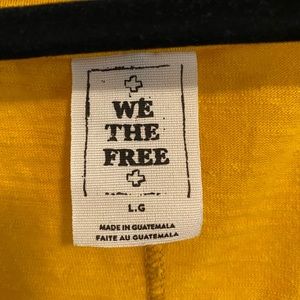 WE
THE
FREE
L.G
MADE IN GUATEMALA
FAITE AU GUATEMALA